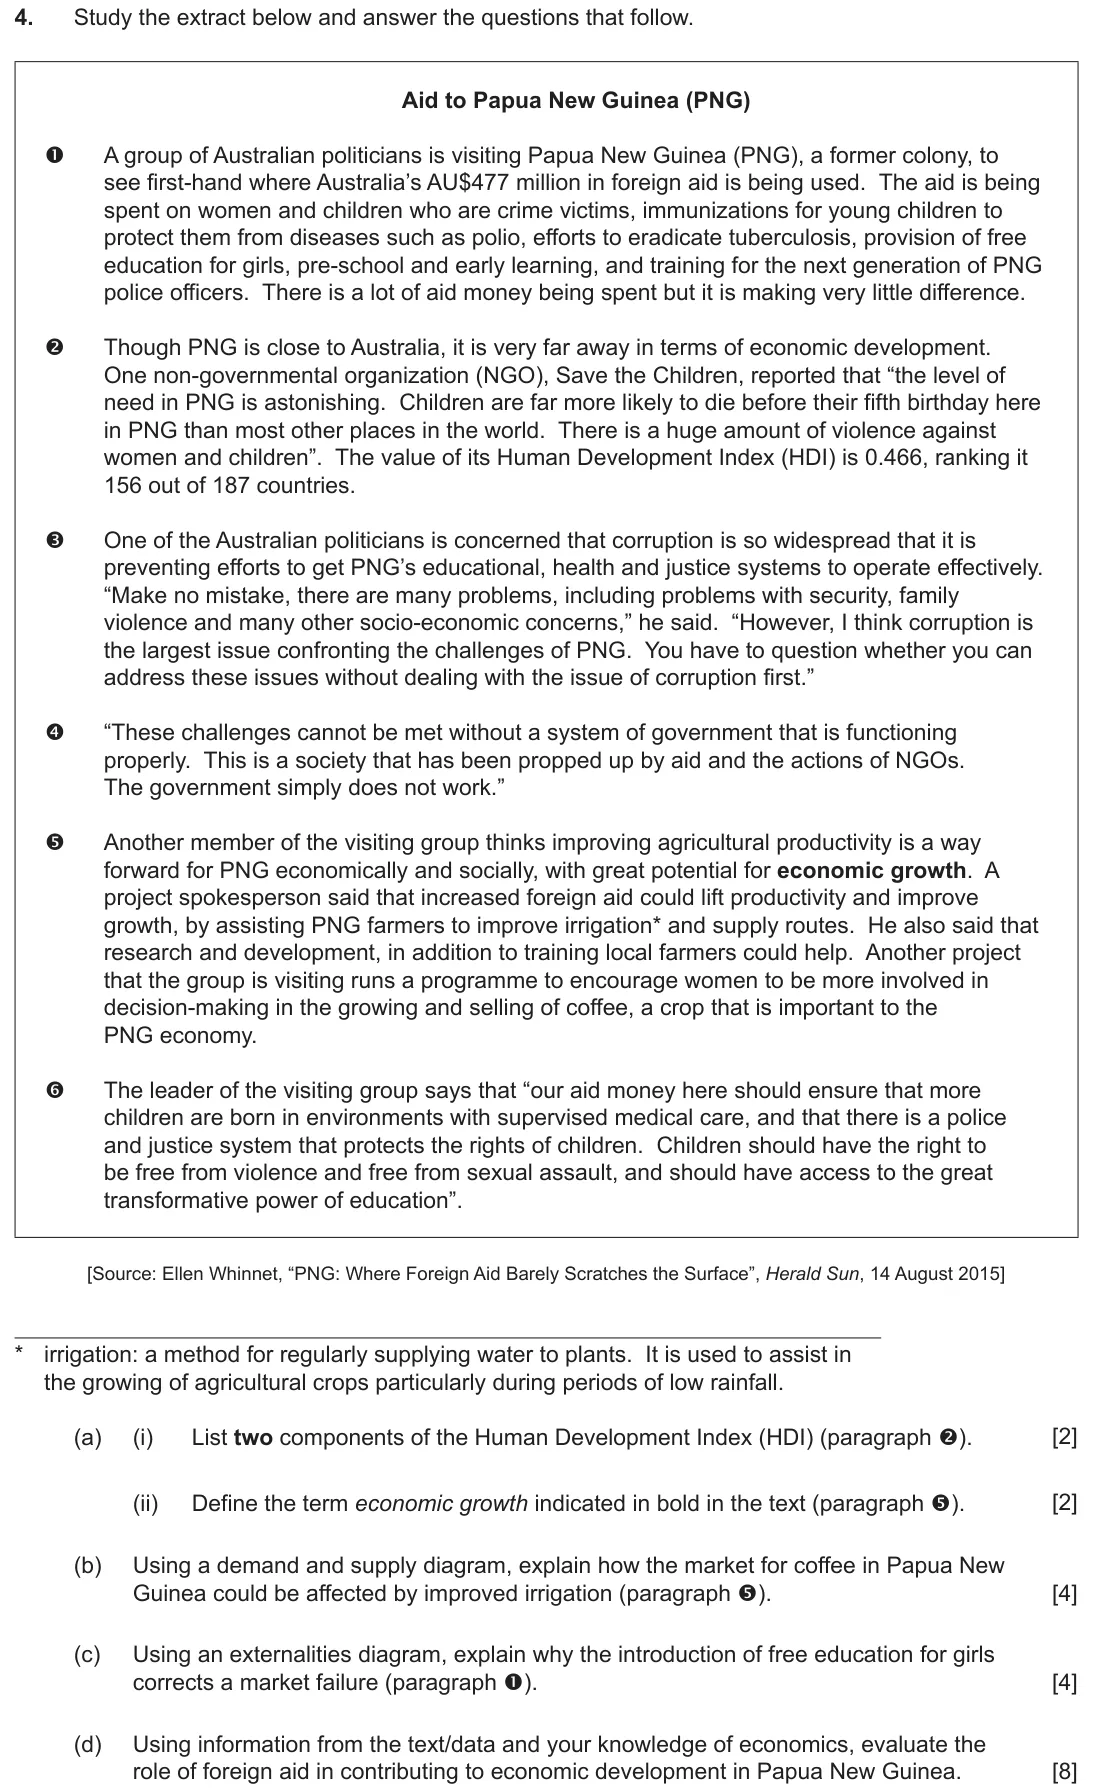 4. Study the extract below and answer the questions that follow.
Aid to Papua New Guinea (PNG)
❶ A group of Australian politicians is visiting Papua New Guinea (PNG), a former colony, to
see first-hand where Australia’s AU$477 million in foreign aid is being used. The aid is being
spent on women and children who are crime victims, immunizations for young children to
protect them from diseases such as polio, efforts to eradicate tuberculosis, provision of free
education for girls, pre-school and early learning, and training for the next generation of PNG
police officers. There is a lot of aid money being spent but it is making very little difference.
❷ Though PNG is close to Australia, it is very far away in terms of economic development.
One non-governmental organization (NGO), Save the Children, reported that “the level of
need in PNG is astonishing. Children are far more likely to die before their fifth birthday here
in PNG than most other places in the world. There is a huge amount of violence against
women and children”. The value of its Human Development Index (HDI) is 0.466, ranking it
156 out of 187 countries.
❸ One of the Australian politicians is concerned that corruption is so widespread that it is
preventing efforts to get PNG’s educational, health and justice systems to operate effectively.
“Make no mistake, there are many problems, including problems with security, family
violence and many other socio-economic concerns,” he said. “However, I think corruption is
the largest issue confronting the challenges of PNG. You have to question whether you can
address these issues without dealing with the issue of corruption first.”
❹ “These challenges cannot be met without a system of government that is functioning
properly. This is a society that has been propped up by aid and the actions of NGOs.
The government simply does not work.”
❺ Another member of the visiting group thinks improving agricultural productivity is a way
forward for PNG economically and socially, with great potential for economic growth. A
project spokesperson said that increased foreign aid could lift productivity and improve
growth, by assisting PNG farmers to improve irrigation* and supply routes. He also said that
research and development, in addition to training local farmers could help. Another project
that the group is visiting runs a programme to encourage women to be more involved in
decision-making in the growing and selling of coffee, a crop that is important to the
PNG economy.
❻ The leader of the visiting group says that “our aid money here should ensure that more
children are born in environments with supervised medical care, and that there is a police
and justice system that protects the rights of children. Children should have the right to
be free from violence and free from sexual assault, and should have access to the great
transformative power of education”.
[Source: Ellen Whinnet, “PNG: Where Foreign Aid Barely Scratches the Surface”, Herald Sun, 14 August 2015]
* irrigation: a method for regularly supplying water to plants. It is used to assist in
the growing of agricultural crops particularly during periods of low rainfall.
(a) (i) List two components of the Human Development Index (HDI) (paragraph ❷). [2]
(ii) Define the term economic growth indicated in bold in the text (paragraph ❺). [2]
(b) Using a demand and supply diagram, explain how the market for coffee in Papua New
Guinea could be affected by improved irrigation (paragraph ❺). [4]
(c) Using an externalities diagram, explain why the introduction of free education for girls
corrects a market failure (paragraph ❶). [4]
(d) Using information from the text/data and your knowledge of economics, evaluate the
role of foreign aid in contributing to economic development in Papua New Guinea. [8]